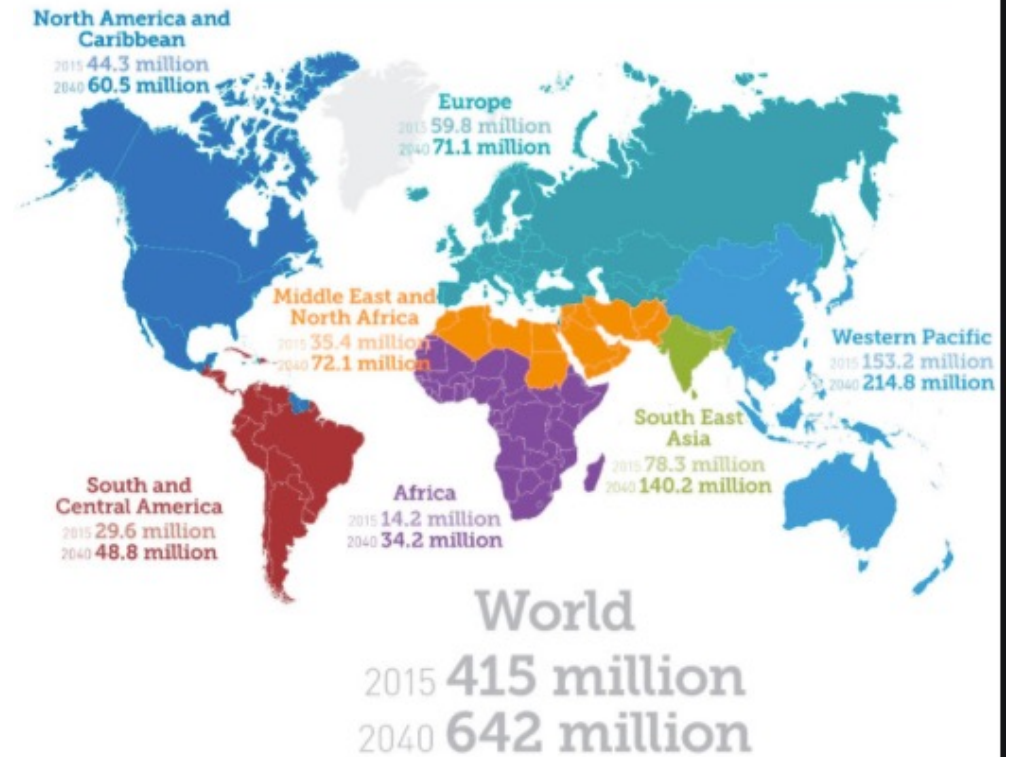 North America and
Caribbean
2015 44.3 million
2040 60.5 million
Europe
2015 59.8 million
2040 71.1 million
Middle East and
North Africa
2015 35.4 million
2040 72.1 million
Western Pacific
2015 153.2 million
2040 214.8 million
South East
Asia
2015 78.3 million
2040 140.2 million
South and
Central America
2015 29.6 million
2040 48.8 million
Africa
2015 14.2 million
2040 34.2 million
World
2015 415 million
2040 642 million